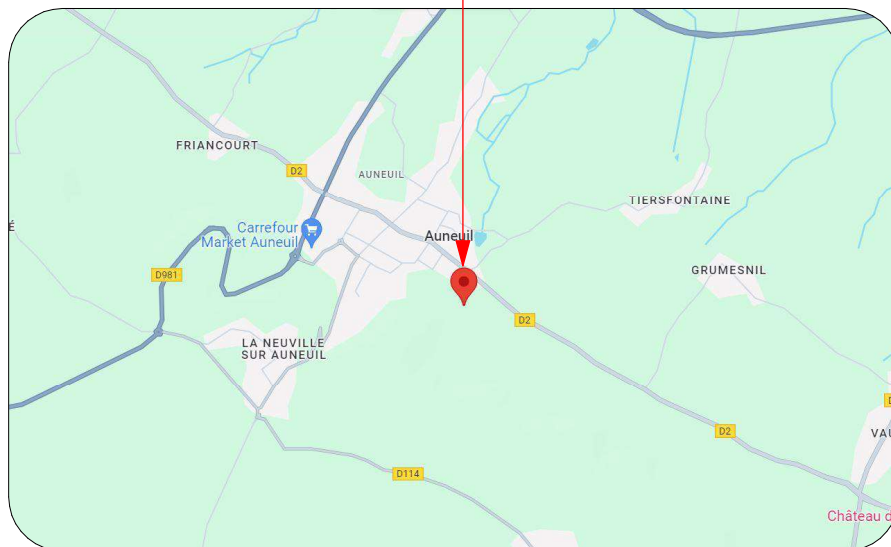 FRIANCOURT
D2
AUNEUIL
TIERSFONTAINE
É
Carrefour
Market Auneuil
Auneuil
D981
GRUMESNIL
D2
LA NEUVILLE
SUR AUNEUIL
D
D2
VAU
D114
Château d